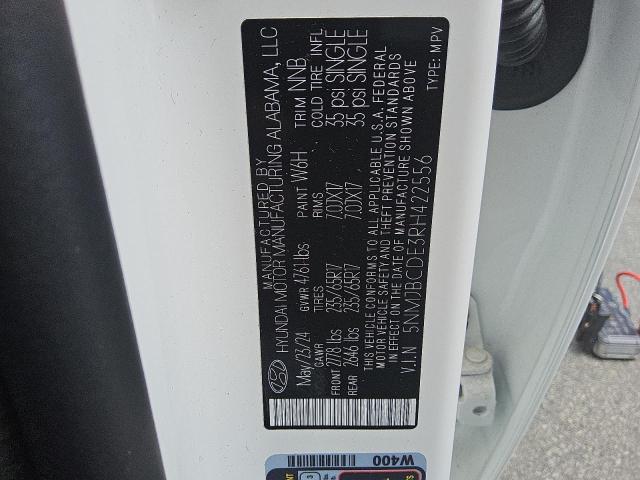 MANUFACTURED BY
HYUNDAI MOTOR MANUFACTURING ALABAMA, LLC
May/23/24 GVWR 4761lbs PAINT W6H TRIM NNB
GAWR TIRES RIMS COLD TIRE INFL
FRONT 2778 lbs 235/65R17 7.0JX17 35 psi SINGLE
REAR 2646 lbs 235/65R17 7.0JX17 35 psi SINGLE
THIS VEHICLE CONFORMS TO ALL APPLICABLE U.S.A. FEDERAL
MOTOR VEHICLE SAFETY AND THEFT PREVENTION STANDARDS
IN EFFECT ON THE DATE OF MANUFACTURE SHOWN ABOVE
V.I.N 5NMJBCDE3RH422556 TYPE: MPV
W400